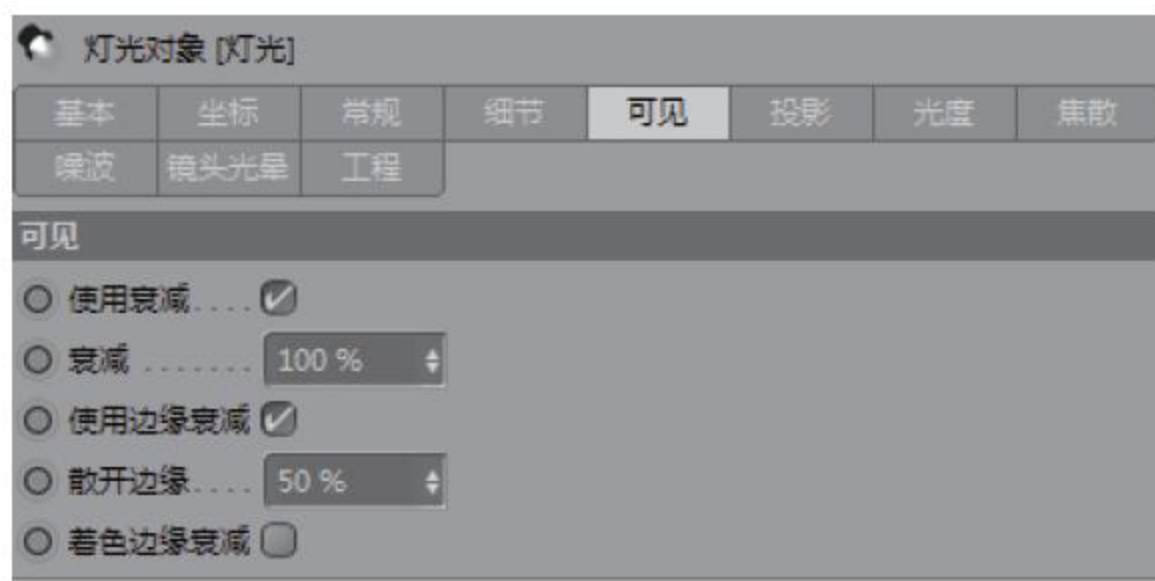 灯光对象 [灯光]
基本 坐标 常规 细节 可见 投影 光度 焦散
噪波 镜头光晕 工程
可见
使用衰减....
衰减....... 100 %
使用边缘衰减
散开边缘.... 50 %
着色边缘衰减